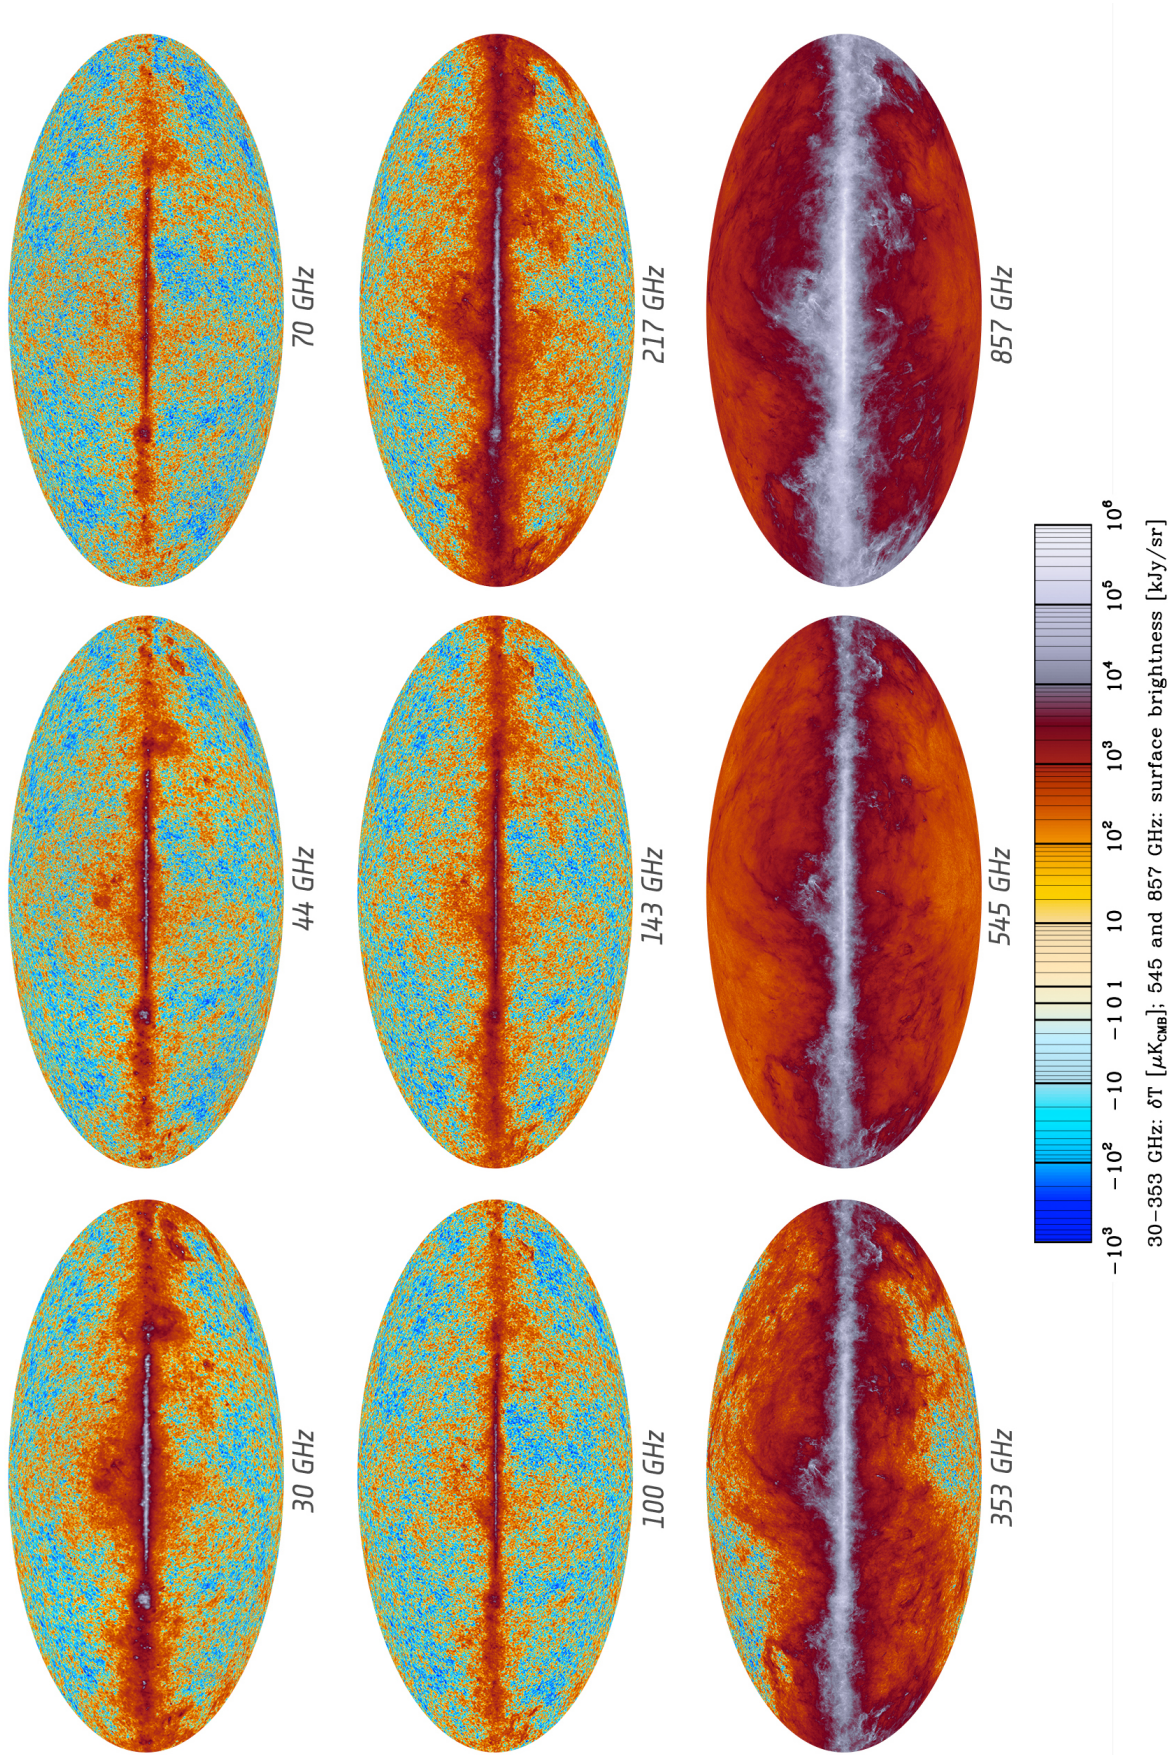 30 GHz
44 GHz
70 GHz
100 GHz
143 GHz
217 GHz
353 GHz
545 GHz
857 GHz
−10³ −10² −10 −1 0 1 10 10² 10³ 10⁴ 10⁵ 10⁶
30−353 GHz: δT [μK_CMB]; 545 and 857 GHz: surface brightness [kJy/sr]